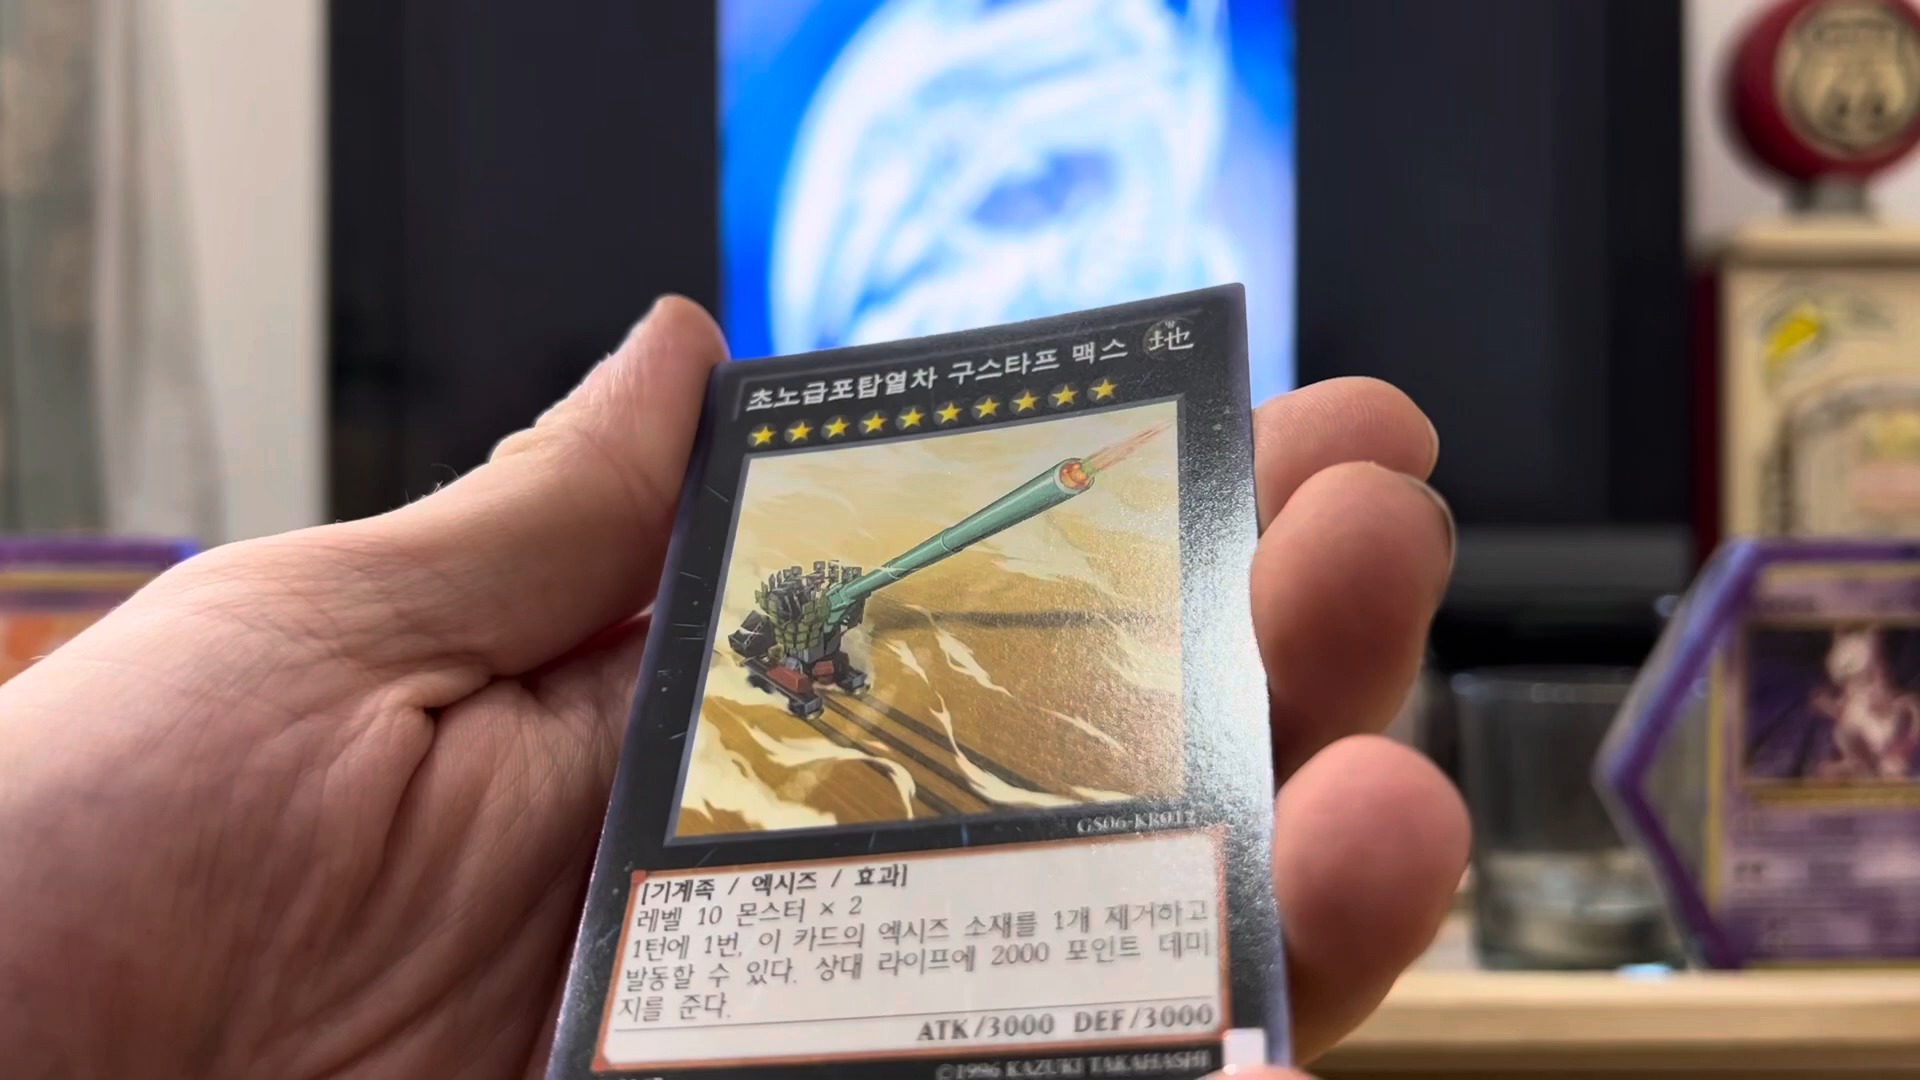 초노급포탑열차 구스타프 맥스 地
GS06-KR012
[기계족 / 엑시즈 / 효과]
레벨 10 몬스터 × 2
1턴에 1번, 이 카드의 엑시즈 소재를 1개 제거하고
발동할 수 있다. 상대 라이프에 2000 포인트 데미
지를 준다.
ATK/3000 DEF/3000
©1996 KAZUKI TAKAHASHI